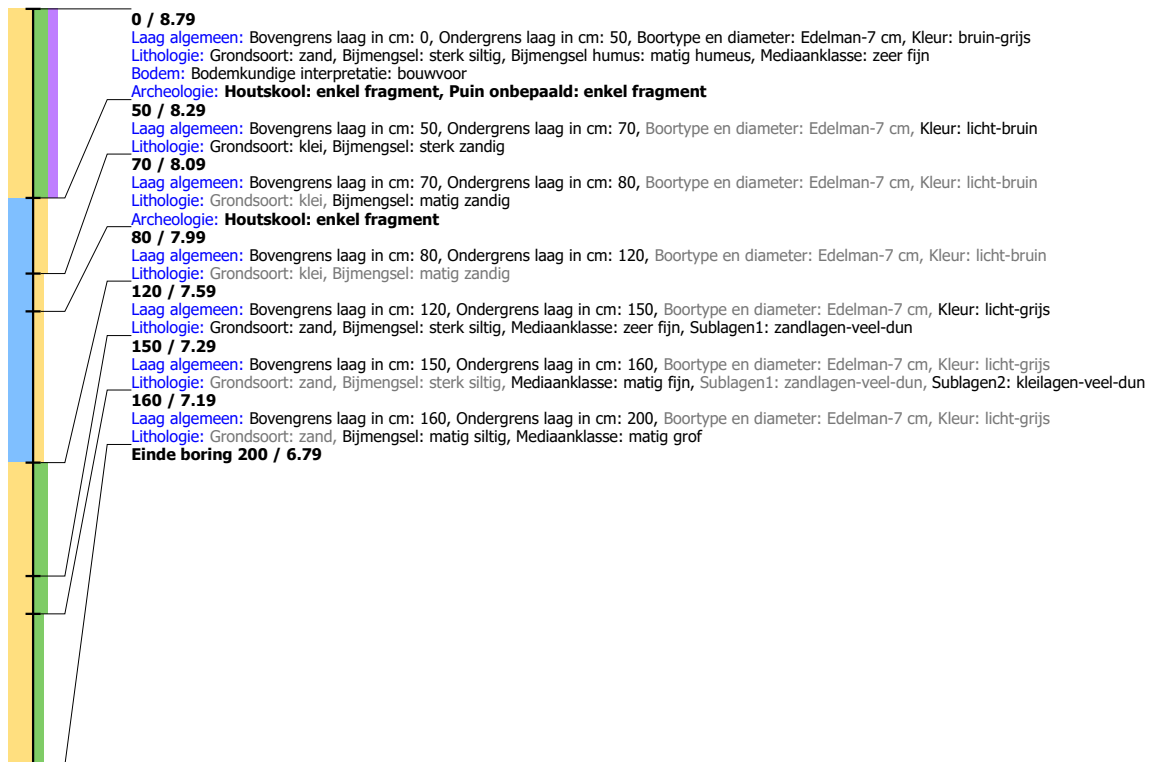 0 / 8.79
Laag algemeen: Bovengrens laag in cm: 0, Ondergrens laag in cm: 50, Boortype en diameter: Edelman-7 cm, Kleur: bruin-grijs
Lithologie: Grondsoort: zand, Bijmengsel: sterk siltig, Bijmengsel humus: matig humeus, Mediaanklasse: zeer fijn
Bodem: Bodemkundige interpretatie: bouwvoor
Archeologie: Houtskool: enkel fragment, Puin onbepaald: enkel fragment
50 / 8.29
Laag algemeen: Bovengrens laag in cm: 50, Ondergrens laag in cm: 70, Boortype en diameter: Edelman-7 cm, Kleur: licht-bruin
Lithologie: Grondsoort: klei, Bijmengsel: sterk zandig
70 / 8.09
Laag algemeen: Bovengrens laag in cm: 70, Ondergrens laag in cm: 80, Boortype en diameter: Edelman-7 cm, Kleur: licht-bruin
Lithologie: Grondsoort: klei, Bijmengsel: matig zandig
Archeologie: Houtskool: enkel fragment
80 / 7.99
Laag algemeen: Bovengrens laag in cm: 80, Ondergrens laag in cm: 120, Boortype en diameter: Edelman-7 cm, Kleur: licht-bruin
Lithologie: Grondsoort: klei, Bijmengsel: matig zandig
120 / 7.59
Laag algemeen: Bovengrens laag in cm: 120, Ondergrens laag in cm: 150, Boortype en diameter: Edelman-7 cm, Kleur: licht-grijs
Lithologie: Grondsoort: zand, Bijmengsel: sterk siltig, Mediaanklasse: zeer fijn, Sublagen1: zandlagen-veel-dun
150 / 7.29
Laag algemeen: Bovengrens laag in cm: 150, Ondergrens laag in cm: 160, Boortype en diameter: Edelman-7 cm, Kleur: licht-grijs
Lithologie: Grondsoort: zand, Bijmengsel: sterk siltig, Mediaanklasse: matig fijn, Sublagen1: zandlagen-veel-dun, Sublagen2: kleilagen-veel-dun
160 / 7.19
Laag algemeen: Bovengrens laag in cm: 160, Ondergrens laag in cm: 200, Boortype en diameter: Edelman-7 cm, Kleur: licht-grijs
Lithologie: Grondsoort: zand, Bijmengsel: matig siltig, Mediaanklasse: matig grof
Einde boring 200 / 6.79